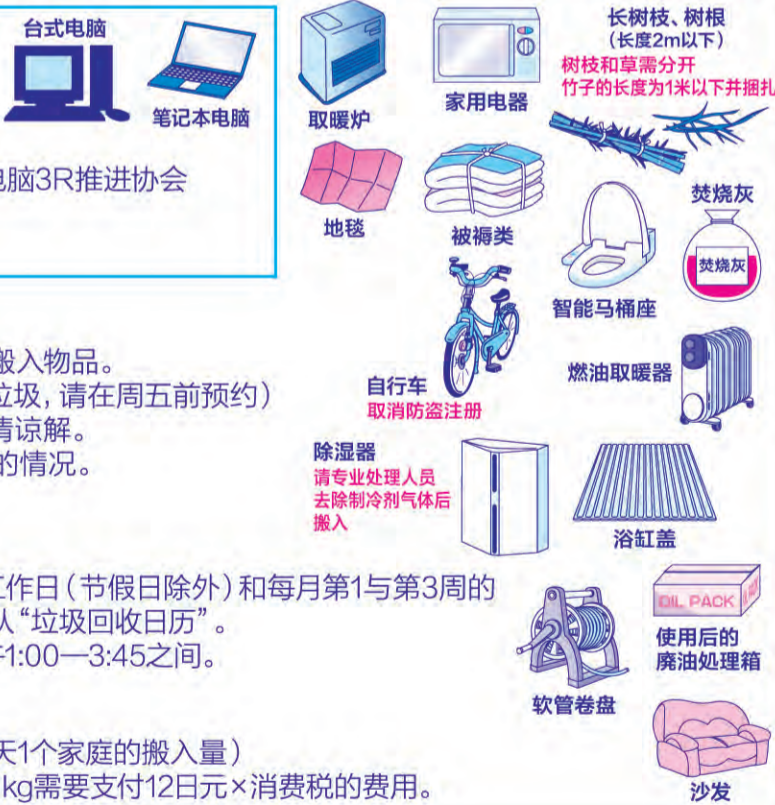 台式电脑
笔记本电脑
电脑3R推进协会
取暖炉
家用电器
长树枝、树根
（长度2m以下）
树枝和草需分开
竹子的长度为1米以下并捆扎
地毯
被褥类
智能马桶座
焚烧灰
焚烧灰
自行车
取消防盗注册
燃油取暖器
除湿器
请专业处理人员
去除制冷剂气体后
搬入
浴缸盖
般入物品。
垃圾，请在周五前预约）
请谅解。
的情况。
工作日（节假日除外）和每月第1与第3周的
“垃圾回收日历”。
1:00—3:45之间。
软管卷盘
OIL PACK
使用后的
废油处理箱
天1个家庭的搬入量）
kg需要支付12日元×消费税的费用。
沙发